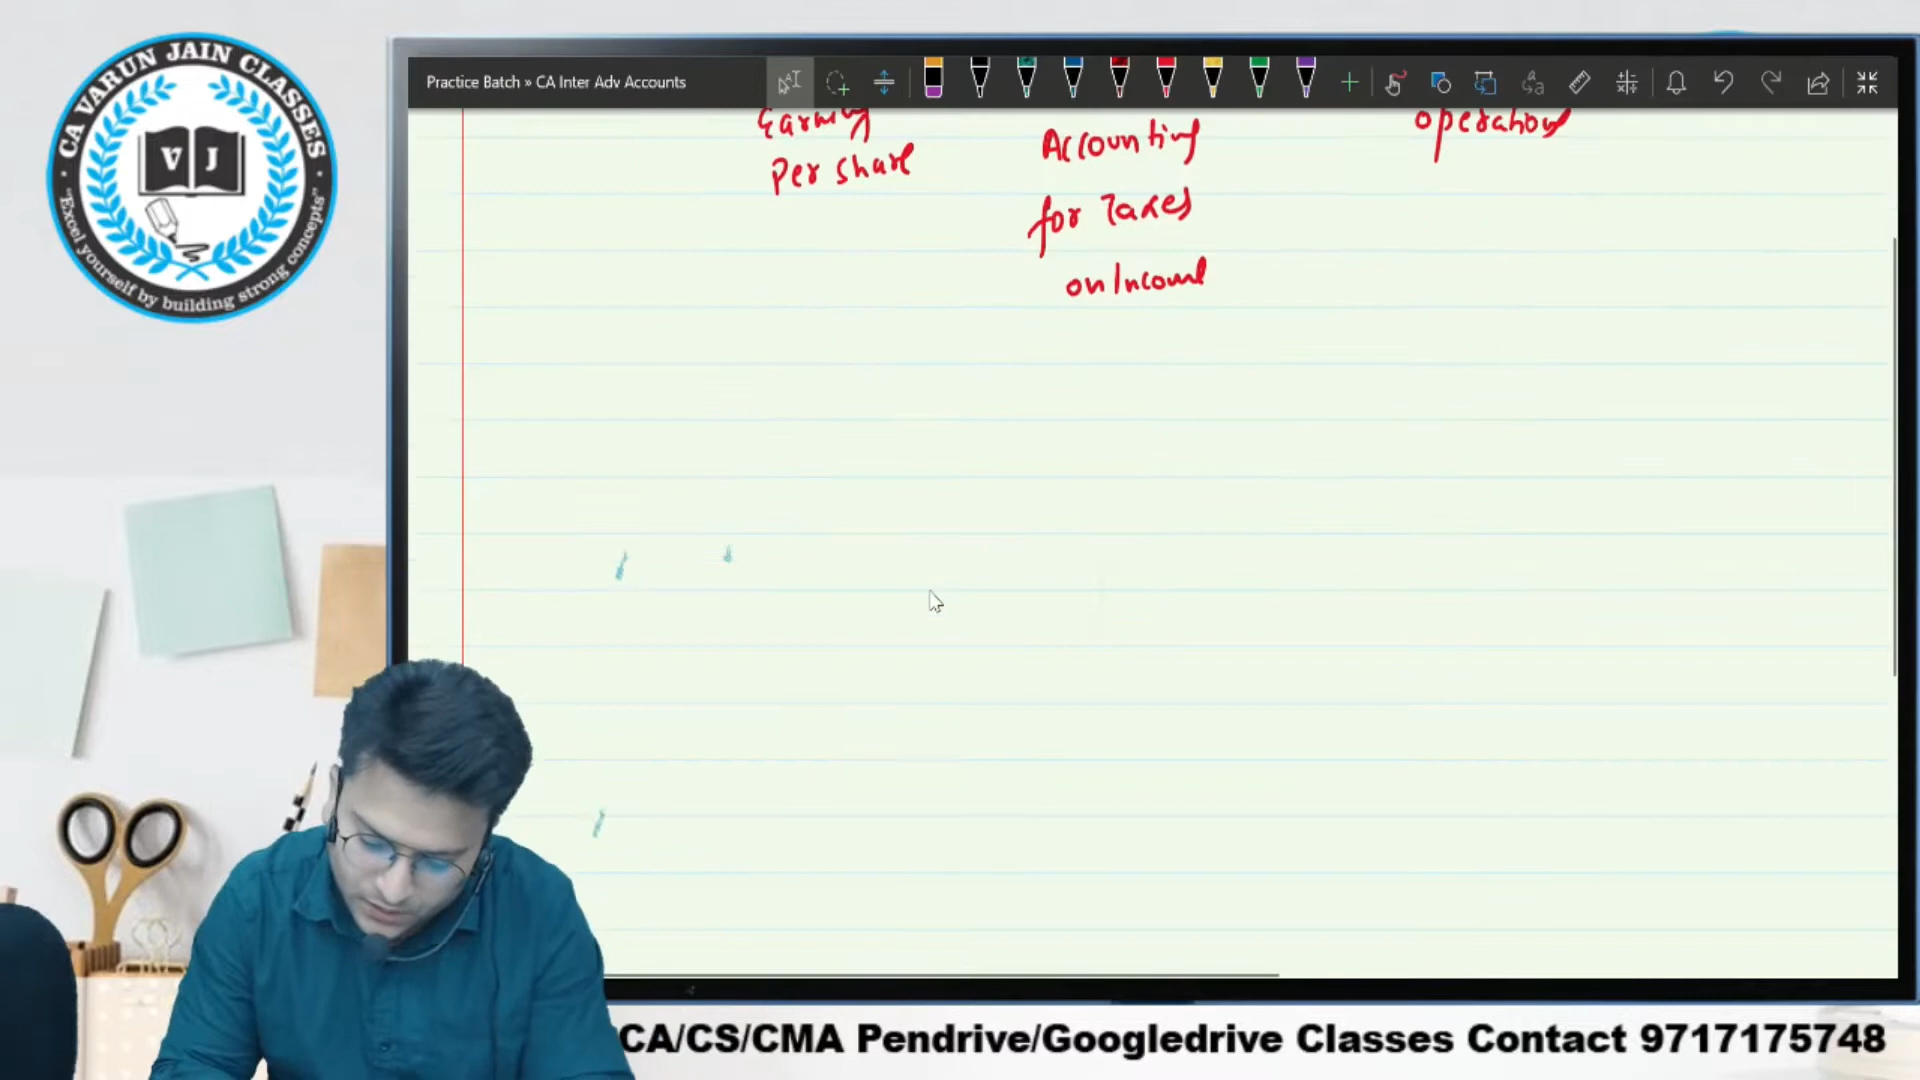 CA VARUN JAIN CLASSES
V J
"Excel yourself by building strong concepts"
Practice Batch » CA Inter Adv Accounts
Earning
Per share
Accounting
for Taxes
on Income
operation
CA/CS/CMA Pendrive/Googledrive Classes Contact 9717175748